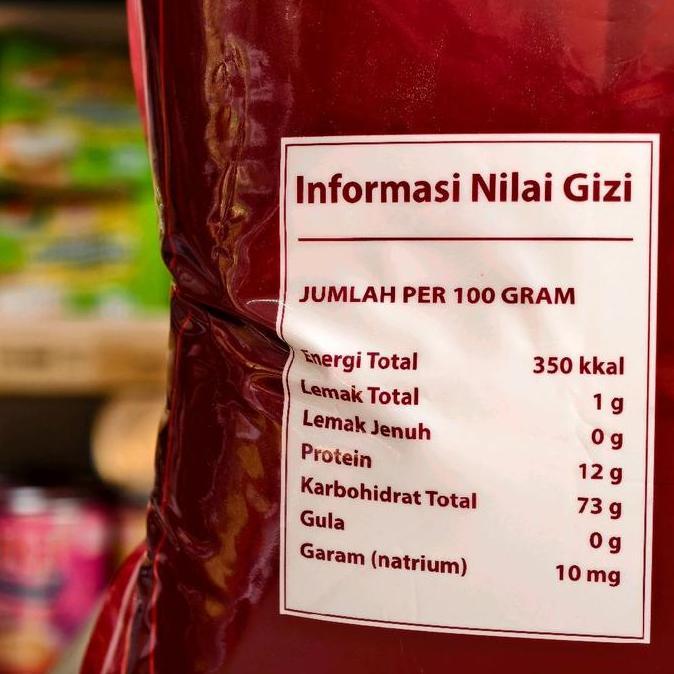 Informasi Nilai Gizi
JUMLAH PER 100 GRAM
Energi Total 350 kkal
Lemak Total 1 g
Lemak Jenuh 0 g
Protein 12 g
Karbohidrat Total 73 g
Gula 0 g
Garam (natrium) 10 mg